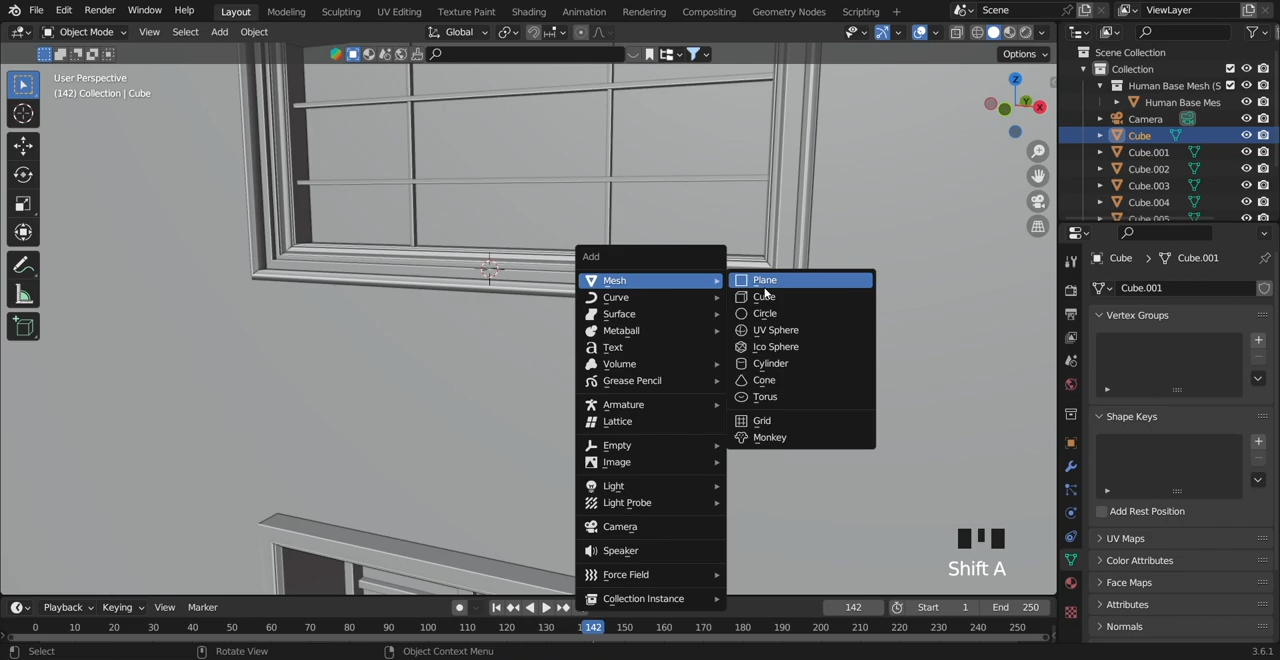 File Edit Render Window Help Layout Modeling Sculpting UV Editing Texture Paint Shading Animation Rendering Compositing Geometry Nodes Scripting + Scene ViewLayer
Object Mode View Select Add Object Global
Options
User Perspective
(142) Collection | Cube
Z
Y
X
Scene Collection
Collection
Human Base Mesh (S
Human Base Mes
Camera
Cube
Cube.001
Cube.002
Cube.003
Cube.004
Cube.005
Add
Mesh
Curve
Surface
Metaball
Text
Volume
Grease Pencil
Armature
Lattice
Empty
Image
Light
Light Probe
Camera
Speaker
Force Field
Collection Instance
Plane
Cube
Circle
UV Sphere
Ico Sphere
Cylinder
Cone
Torus
Grid
Monkey
Shift A
Cube > Cube.001
Cube.001
Vertex Groups
Shape Keys
Add Rest Position
UV Maps
Color Attributes
Face Maps
Attributes
Normals
Playback Keying View Marker 142 Start 1 End 250
0 10 20 30 40 50 60 70 80 90 100 110 120 130 142 150 160 170 180 190 200 210 220 230 240 250
Select Rotate View Object Context Menu 3.6.1